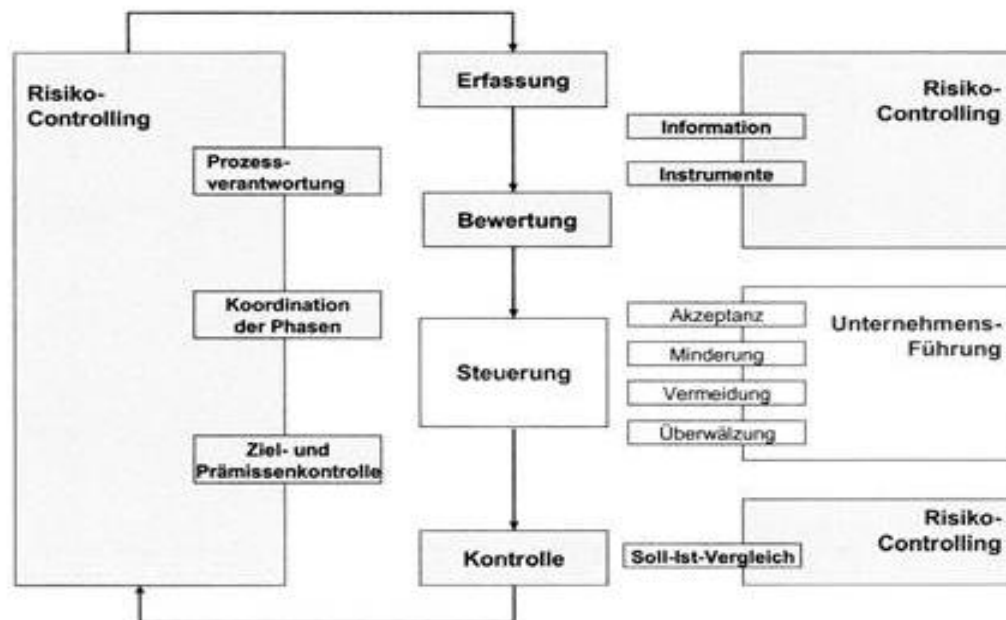 Risiko-
Controlling
Prozess-
verantwortung
Koordination
der Phasen
Ziel- und
Prämissenkontrolle
Erfassung
Bewertung
Steuerung
Kontrolle
Information
Instrumente
Risiko-
Controlling
Akzeptanz
Minderung
Vermeidung
Überwälzung
Unternehmens-
Führung
Soll-Ist-Vergleich
Risiko-
Controlling